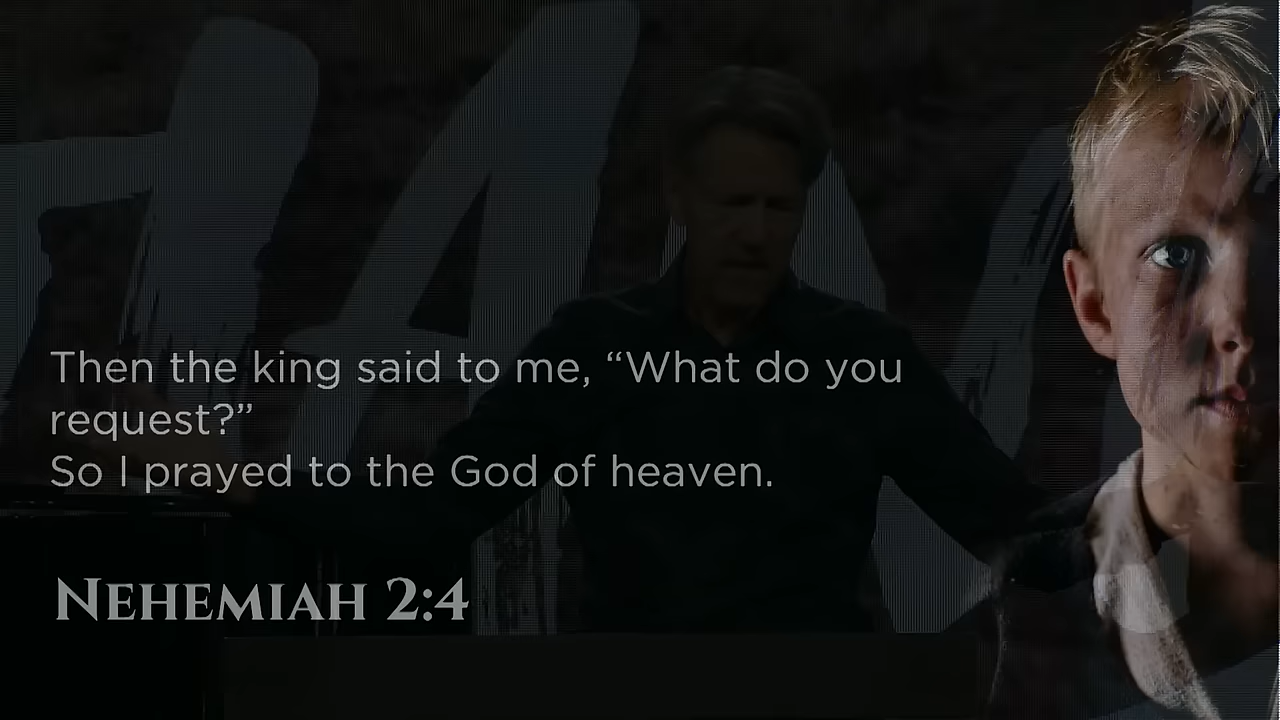 Then the king said to me, “What do you
request?”
So I prayed to the God of heaven.
NEHEMIAH 2:4